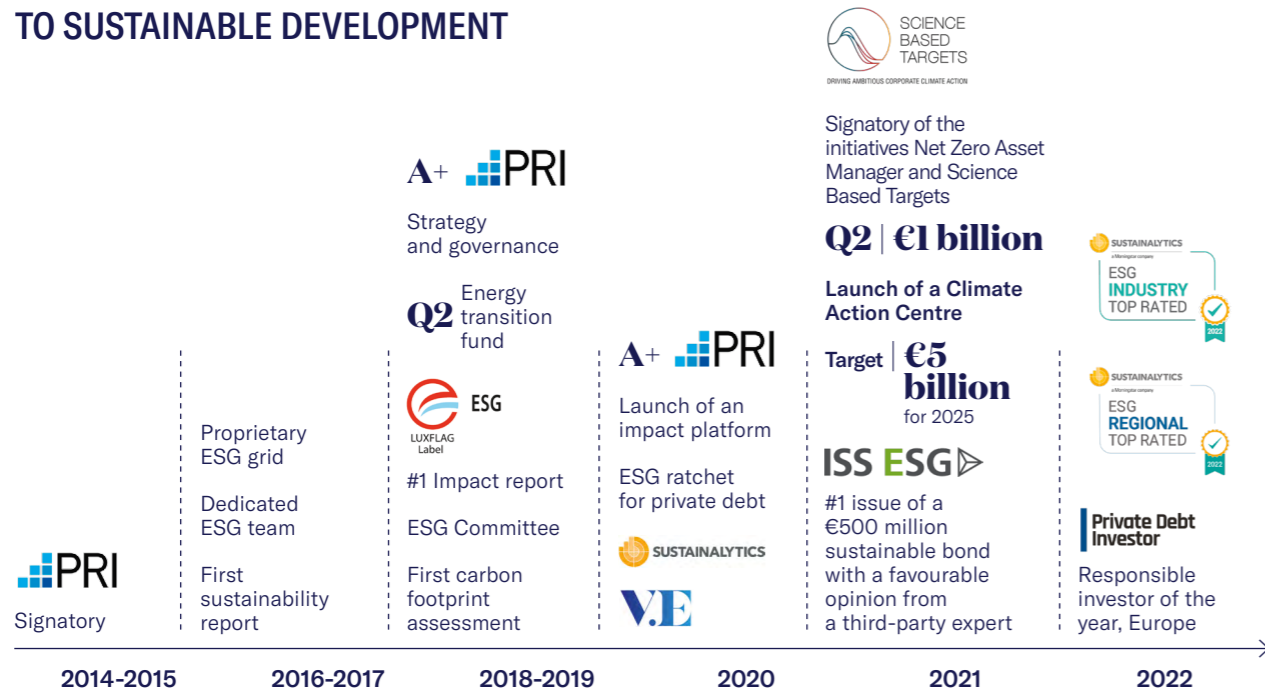 TO SUSTAINABLE DEVELOPMENT
PRI
Signatory
Proprietary
ESG grid
Dedicated
ESG team
First
sustainability
report
A+ PRI
Strategy
and governance
Q2 Energy
transition
fund
LUXFLAG
Label
ESG
#1 Impact report
ESG Committee
First carbon
footprint
assessment
A+ PRI
Launch of an
impact platform
ESG ratchet
for private debt
SUSTAINALYTICS
V.E
SCIENCE
BASED
TARGETS
DRIVING AMBITIOUS CORPORATE CLIMATE ACTION
Signatory of the
initiatives Net Zero Asset
Manager and Science
Based Targets
Q2 | €1 billion
Launch of a Climate
Action Centre
Target | €5
billion
for 2025
ISS ESG
#1 issue of a
€500 million
sustainable bond
with a favourable
opinion from
a third-party expert
SUSTAINALYTICS
a Morningstar company
ESG
INDUSTRY
TOP RATED
2022
SUSTAINALYTICS
a Morningstar company
ESG
REGIONAL
TOP RATED
2022
Private Debt
Investor
Responsible
investor of the
year, Europe
2014-2015
2016-2017
2018-2019
2020
2021
2022